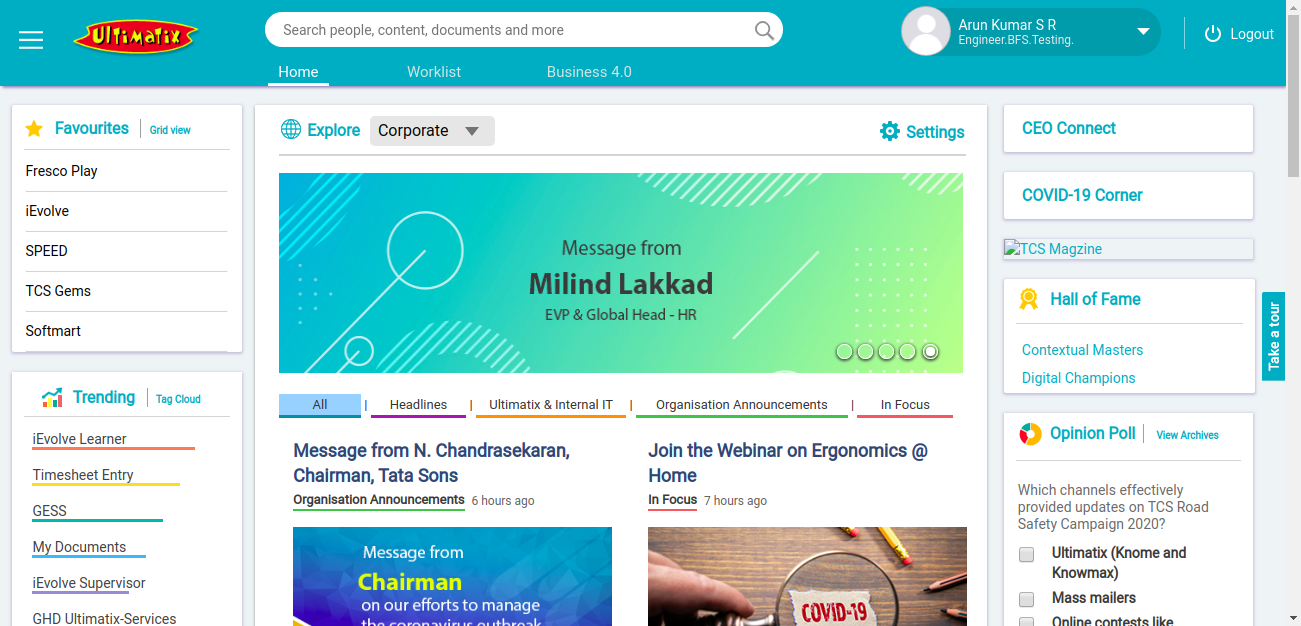 Ultimatix
Search people, content, documents and more
Arun Kumar S R
Engineer.BFS.Testing.
Logout
Home
Worklist
Business 4.0
Favourites
Grid view
Fresco Play
iEvolve
SPEED
TCS Gems
Softmart
Trending
Tag Cloud
iEvolve Learner
Timesheet Entry
GESS
My Documents
iEvolve Supervisor
GHD Ultimatix-Services
Explore
Corporate
Settings
Message from
Milind Lakkad
EVP & Global Head - HR
All | Headlines | Ultimatix & Internal IT | Organisation Announcements | In Focus
Message from N. Chandrasekaran,
Chairman, Tata Sons
Organisation Announcements 6 hours ago
Message from
Chairman
on our efforts to manage
the coronavirus outbreak
Join the Webinar on Ergonomics @
Home
In Focus 7 hours ago
COVID-19
CEO Connect
COVID-19 Corner
TCS Magzine
Hall of Fame
Contextual Masters
Digital Champions
Take a tour
Opinion Poll
View Archives
Which channels effectively
provided updates on TCS Road
Safety Campaign 2020?
Ultimatix (Knome and
Knowmax)
Mass mailers
Online contests like